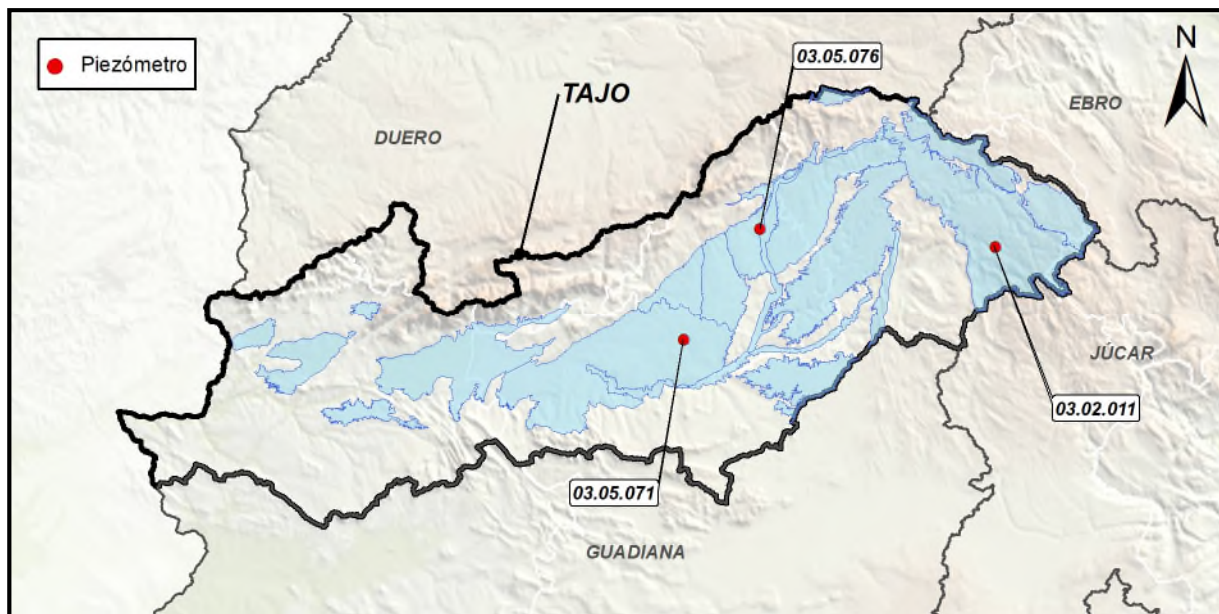 Piezómetro
03.05.076
N
TAJO
EBRO
DUERO
JÚCAR
03.02.011
03.05.071
GUADIANA